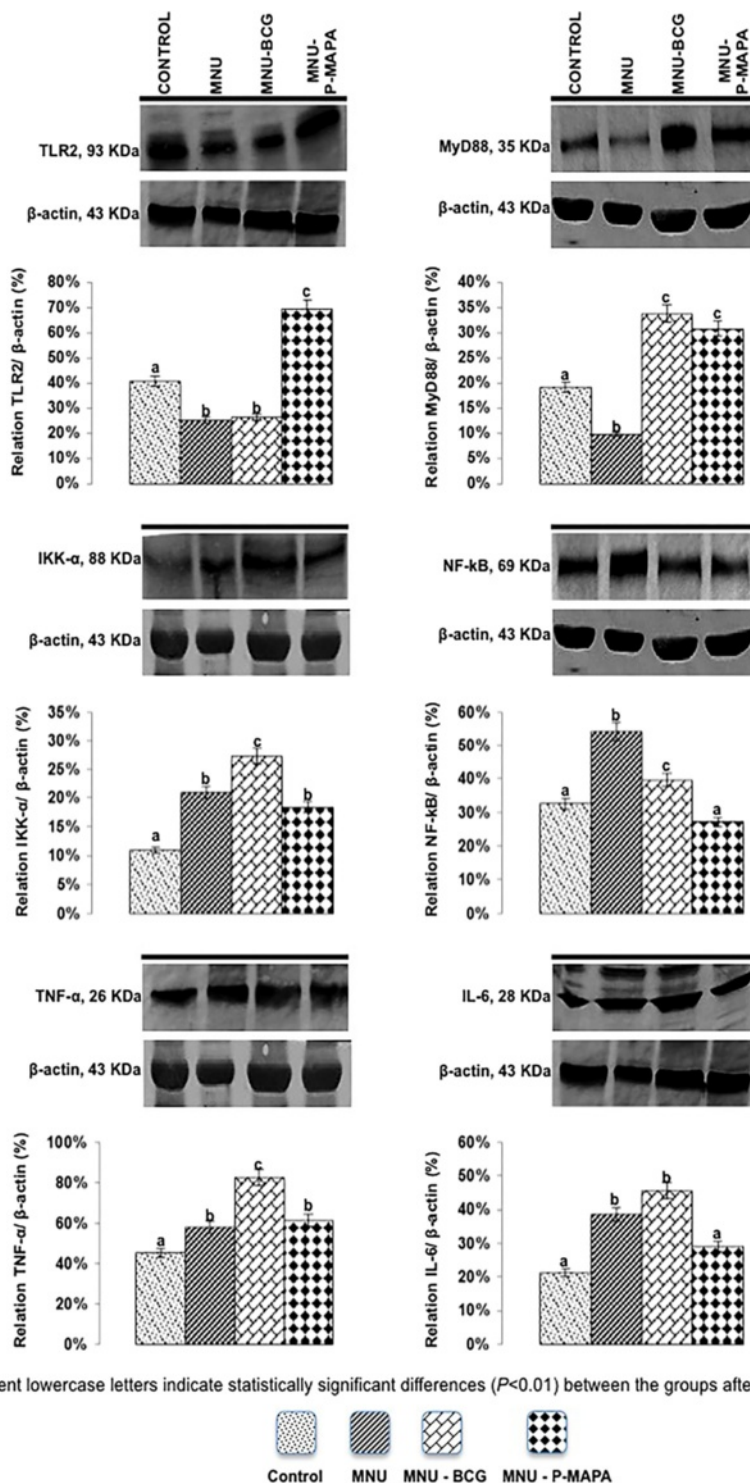 CONTROL MNU MNU-BCG MNU-P-MAPA
TLR2, 93 KDa
β-actin, 43 KDa
Relation TLR2/ β-actin (%)
80%
70%
60%
50%
40%
30%
20%
10%
0%
a b b c
CONTROL MNU MNU-BCG MNU-P-MAPA
MyD88, 35 KDa
β-actin, 43 KDa
Relation MyD88/ β-actin (%)
40%
35%
30%
25%
20%
15%
10%
5%
0%
a b c c
IKK-α, 88 KDa
β-actin, 43 KDa
Relation IKK-α/ β-actin (%)
35%
30%
25%
20%
15%
10%
5%
0%
a b c b
NF-kB, 69 KDa
β-actin, 43 KDa
Relation NF-kB/ β-actin (%)
60%
50%
40%
30%
20%
10%
0%
a b c a
TNF-α, 26 KDa
β-actin, 43 KDa
Relation TNF-α/ β-actin (%)
100%
80%
60%
40%
20%
0%
a b c b
IL-6, 28 KDa
β-actin, 43 KDa
Relation IL-6/ β-actin (%)
60%
50%
40%
30%
20%
10%
0%
a b b a
ent lowercase letters indicate statistically significant differences (P<0.01) between the groups afte
Control MNU MNU - BCG MNU - P-MAPA